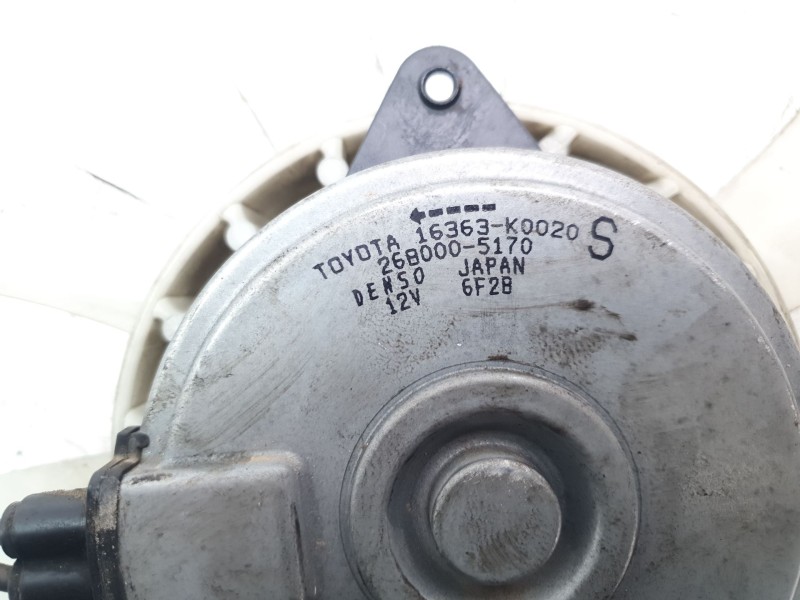 TOYOTA 16363-K0020 S
268000-5170
DENSO JAPAN
12V 6F2B